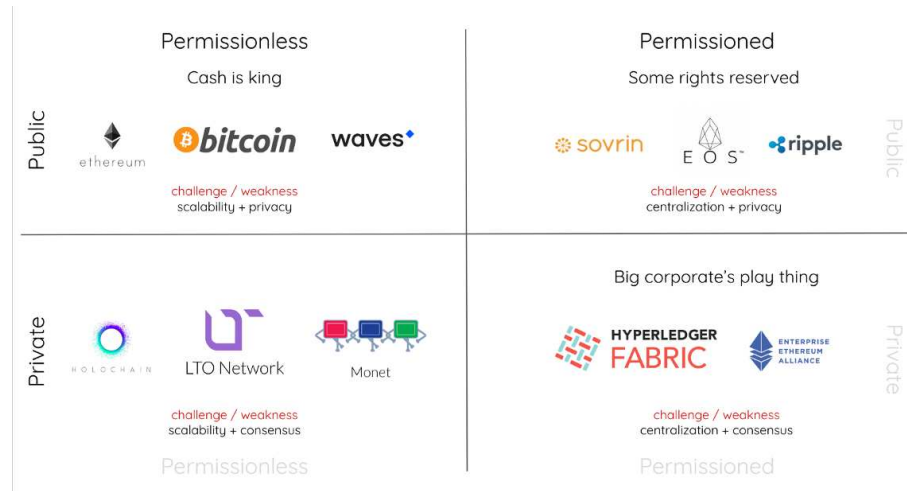 Permissionless
Permissioned
Cash is king
Some rights reserved
Public
ethereum
bitcoin
waves
sovrin
E O S™
ripple
Public
challenge / weakness
scalability + privacy
challenge / weakness
centralization + privacy
Big corporate's play thing
Private
HOLOCHAIN
LTO Network
Monet
HYPERLEDGER
FABRIC
ENTERPRISE
ETHEREUM
ALLIANCE
Private
challenge / weakness
scalability + consensus
challenge / weakness
centralization + consensus
Permissionless
Permissioned